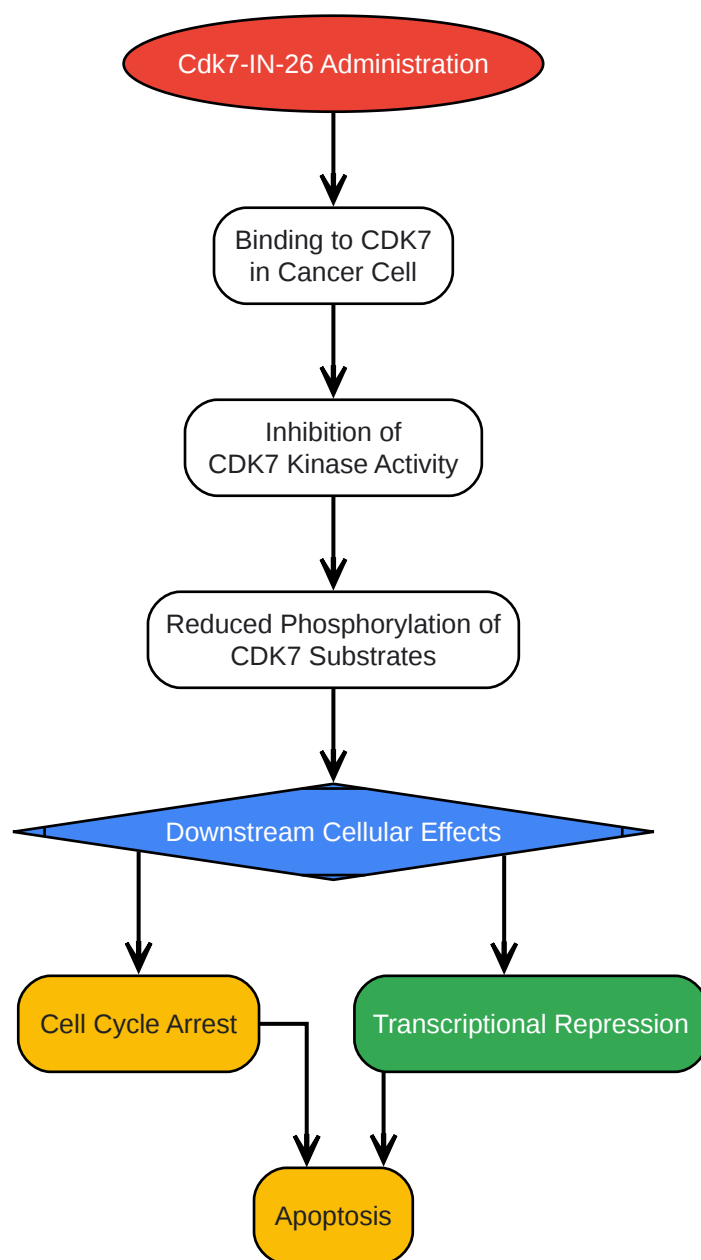 Cdk7-IN-26 Administration
Binding to CDK7
in Cancer Cell
Inhibition of
CDK7 Kinase Activity
Reduced Phosphorylation of
CDK7 Substrates
Downstream Cellular Effects
Cell Cycle Arrest
Transcriptional Repression
Apoptosis